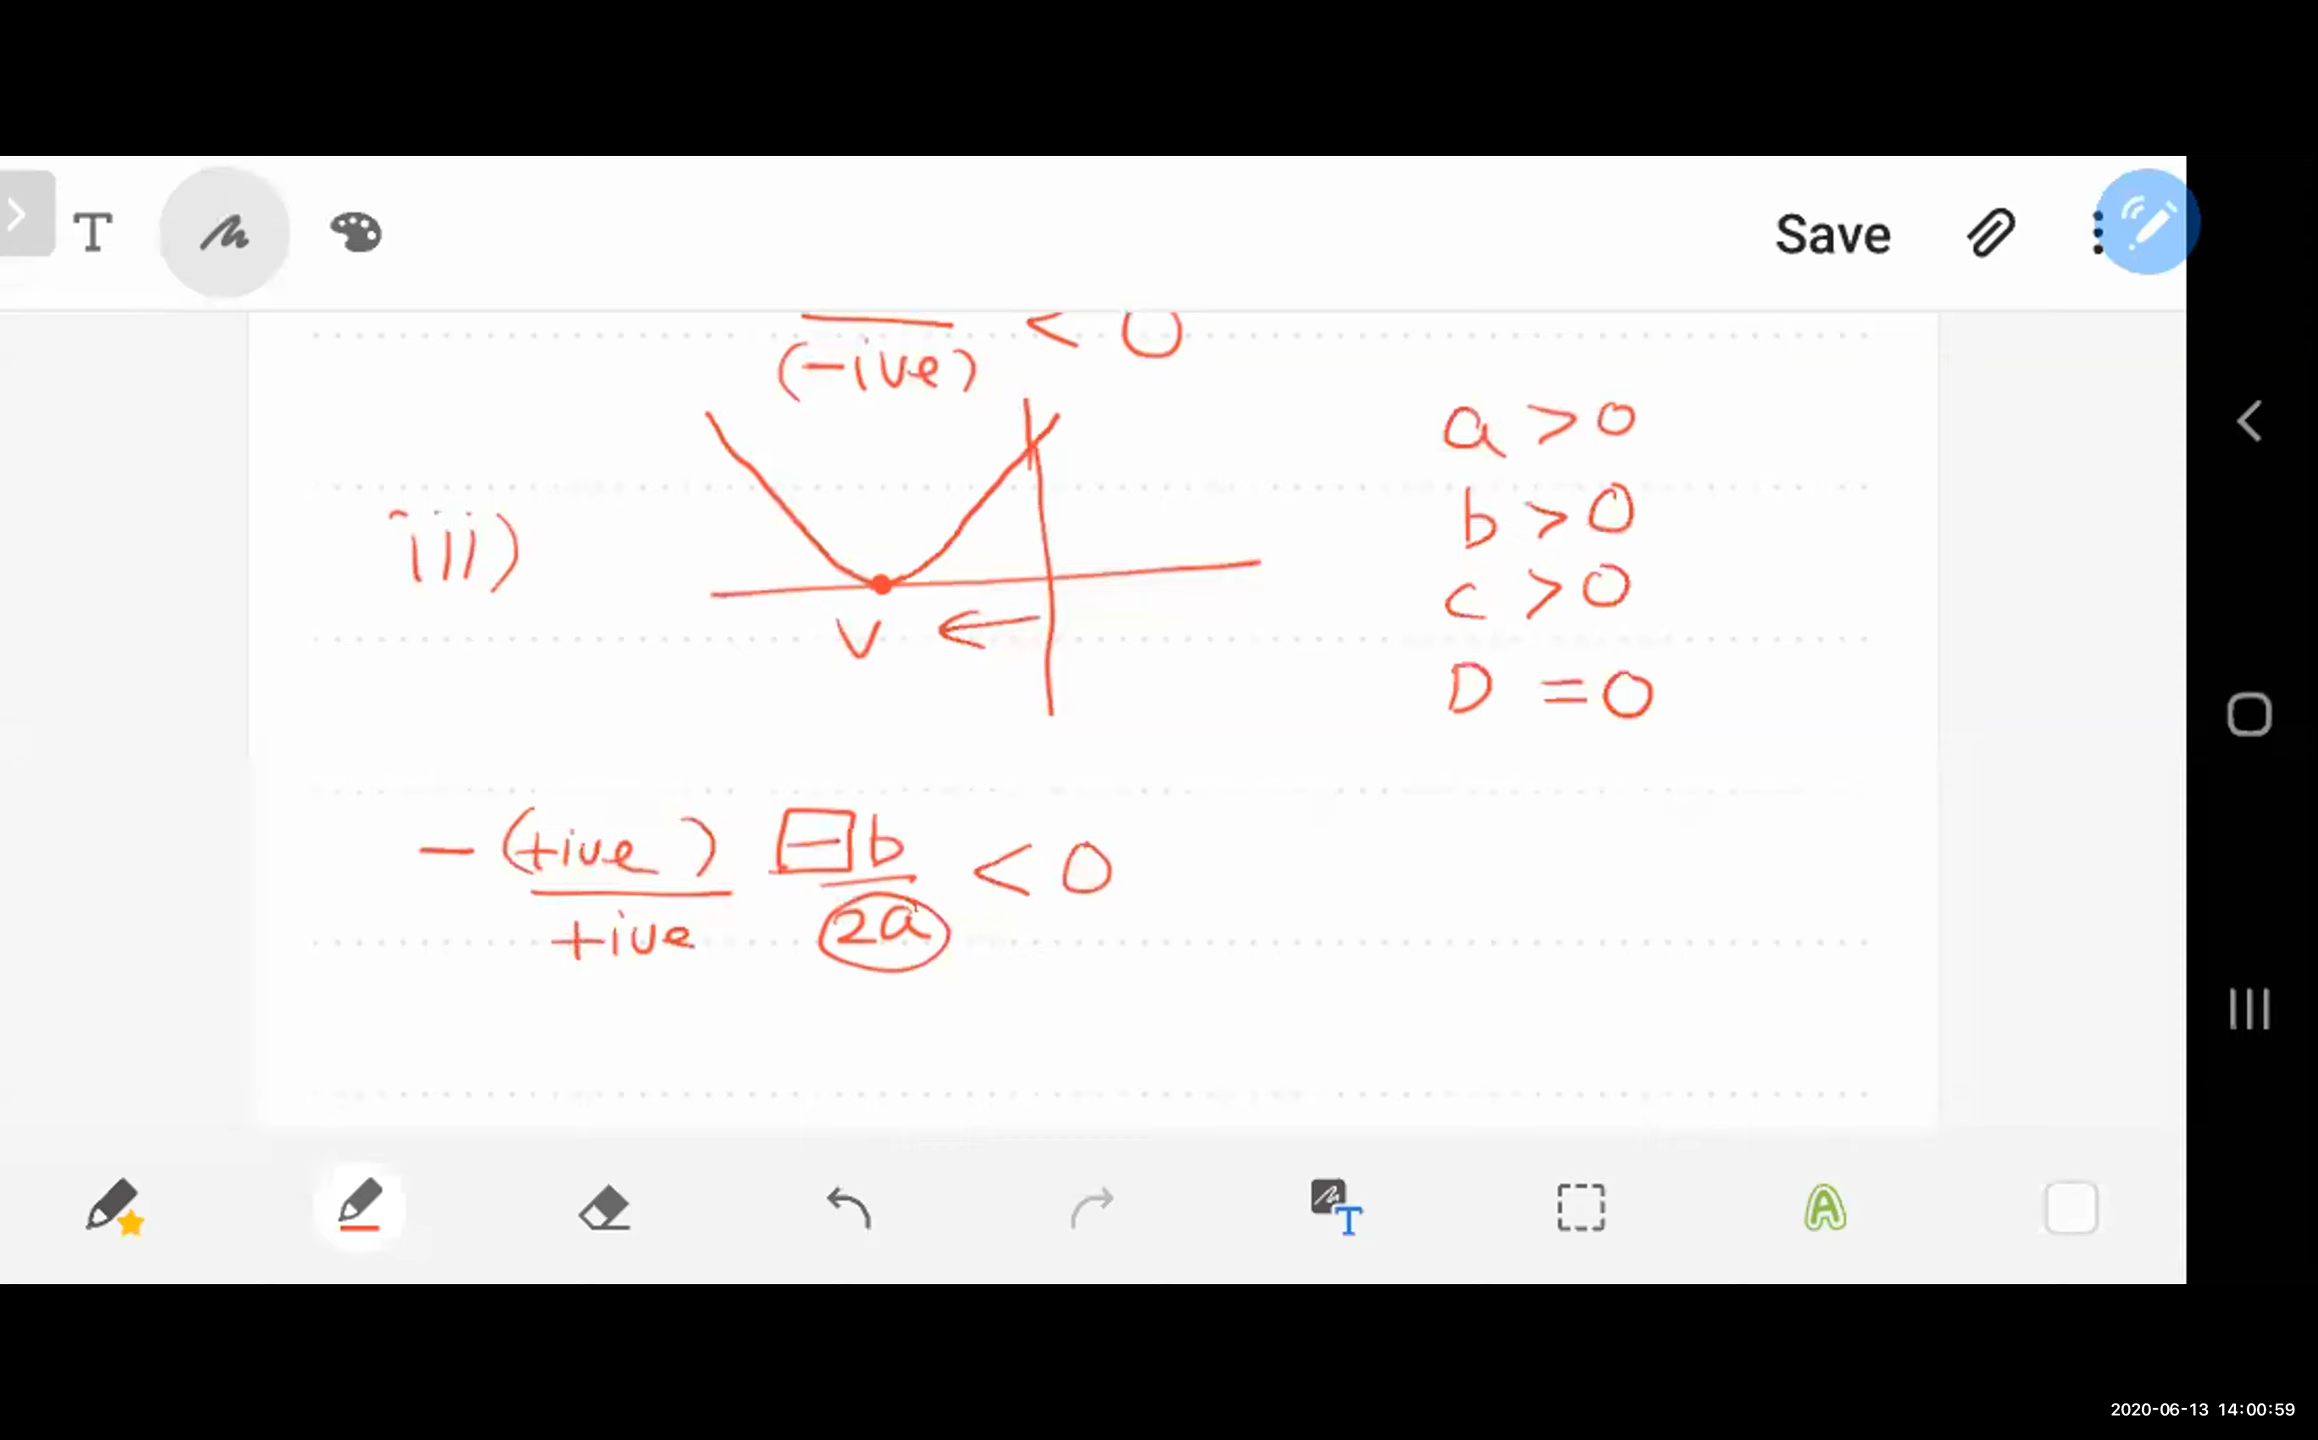 T
Save
< 0
(-ive)
a > 0
b > 0
iii)
c > 0
V
D = 0
- (+ive) -b < 0
+ive 2a
T
A
2020-06-13 14:00:59